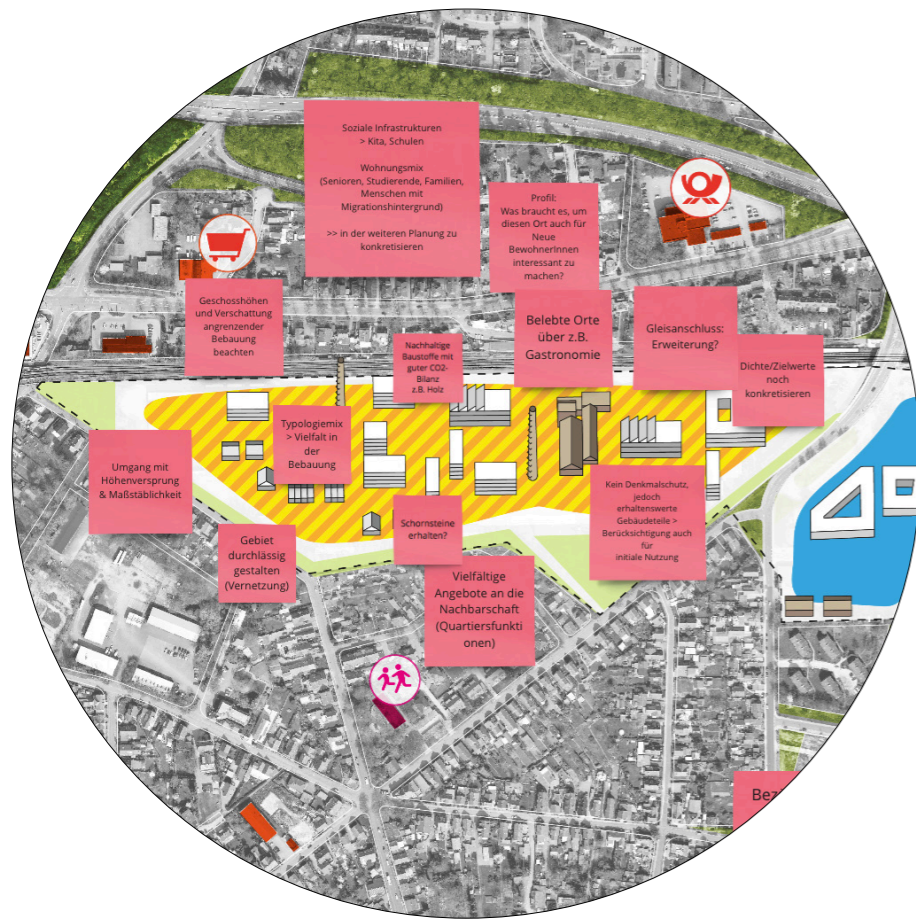 Soziale Infrastrukturen
> Kita, Schulen
Wohnungsmix
(Senioren, Studierende, Familien,
Menschen mit
Migrationshintergrund)
>> in der weiteren Planung zu
konkretisieren
Profil:
Was braucht es, um
diesen Ort auch für
Neue
BewohnerInnen
interessant zu
machen?
Geschosshöhen
und Verschattung
angrenzender
Bebauung
beachten
Nachhaltige
Baustoffe mit
guter CO2-
Bilanz
z.B. Holz
Belebte Orte
über z.B.
Gastronomie
Gleisanschluss:
Erweiterung?
Dichte/Zielwerte
noch
konkretisieren
Typologiemix
> Vielfalt in
der
Bebauung
Umgang mit
Höhenversprung
& Maßstäblichkeit
Kein Denkmalschutz,
jedoch
erhaltenswerte
Gebäudeteile >
Berücksichtigung auch
für
initiale Nutzung
Schornsteine
erhalten?
Gebiet
durchlässig
gestalten
(Vernetzung)
Vielfältige
Angebote an die
Nachbarschaft
(Quartiersfunkti
onen)